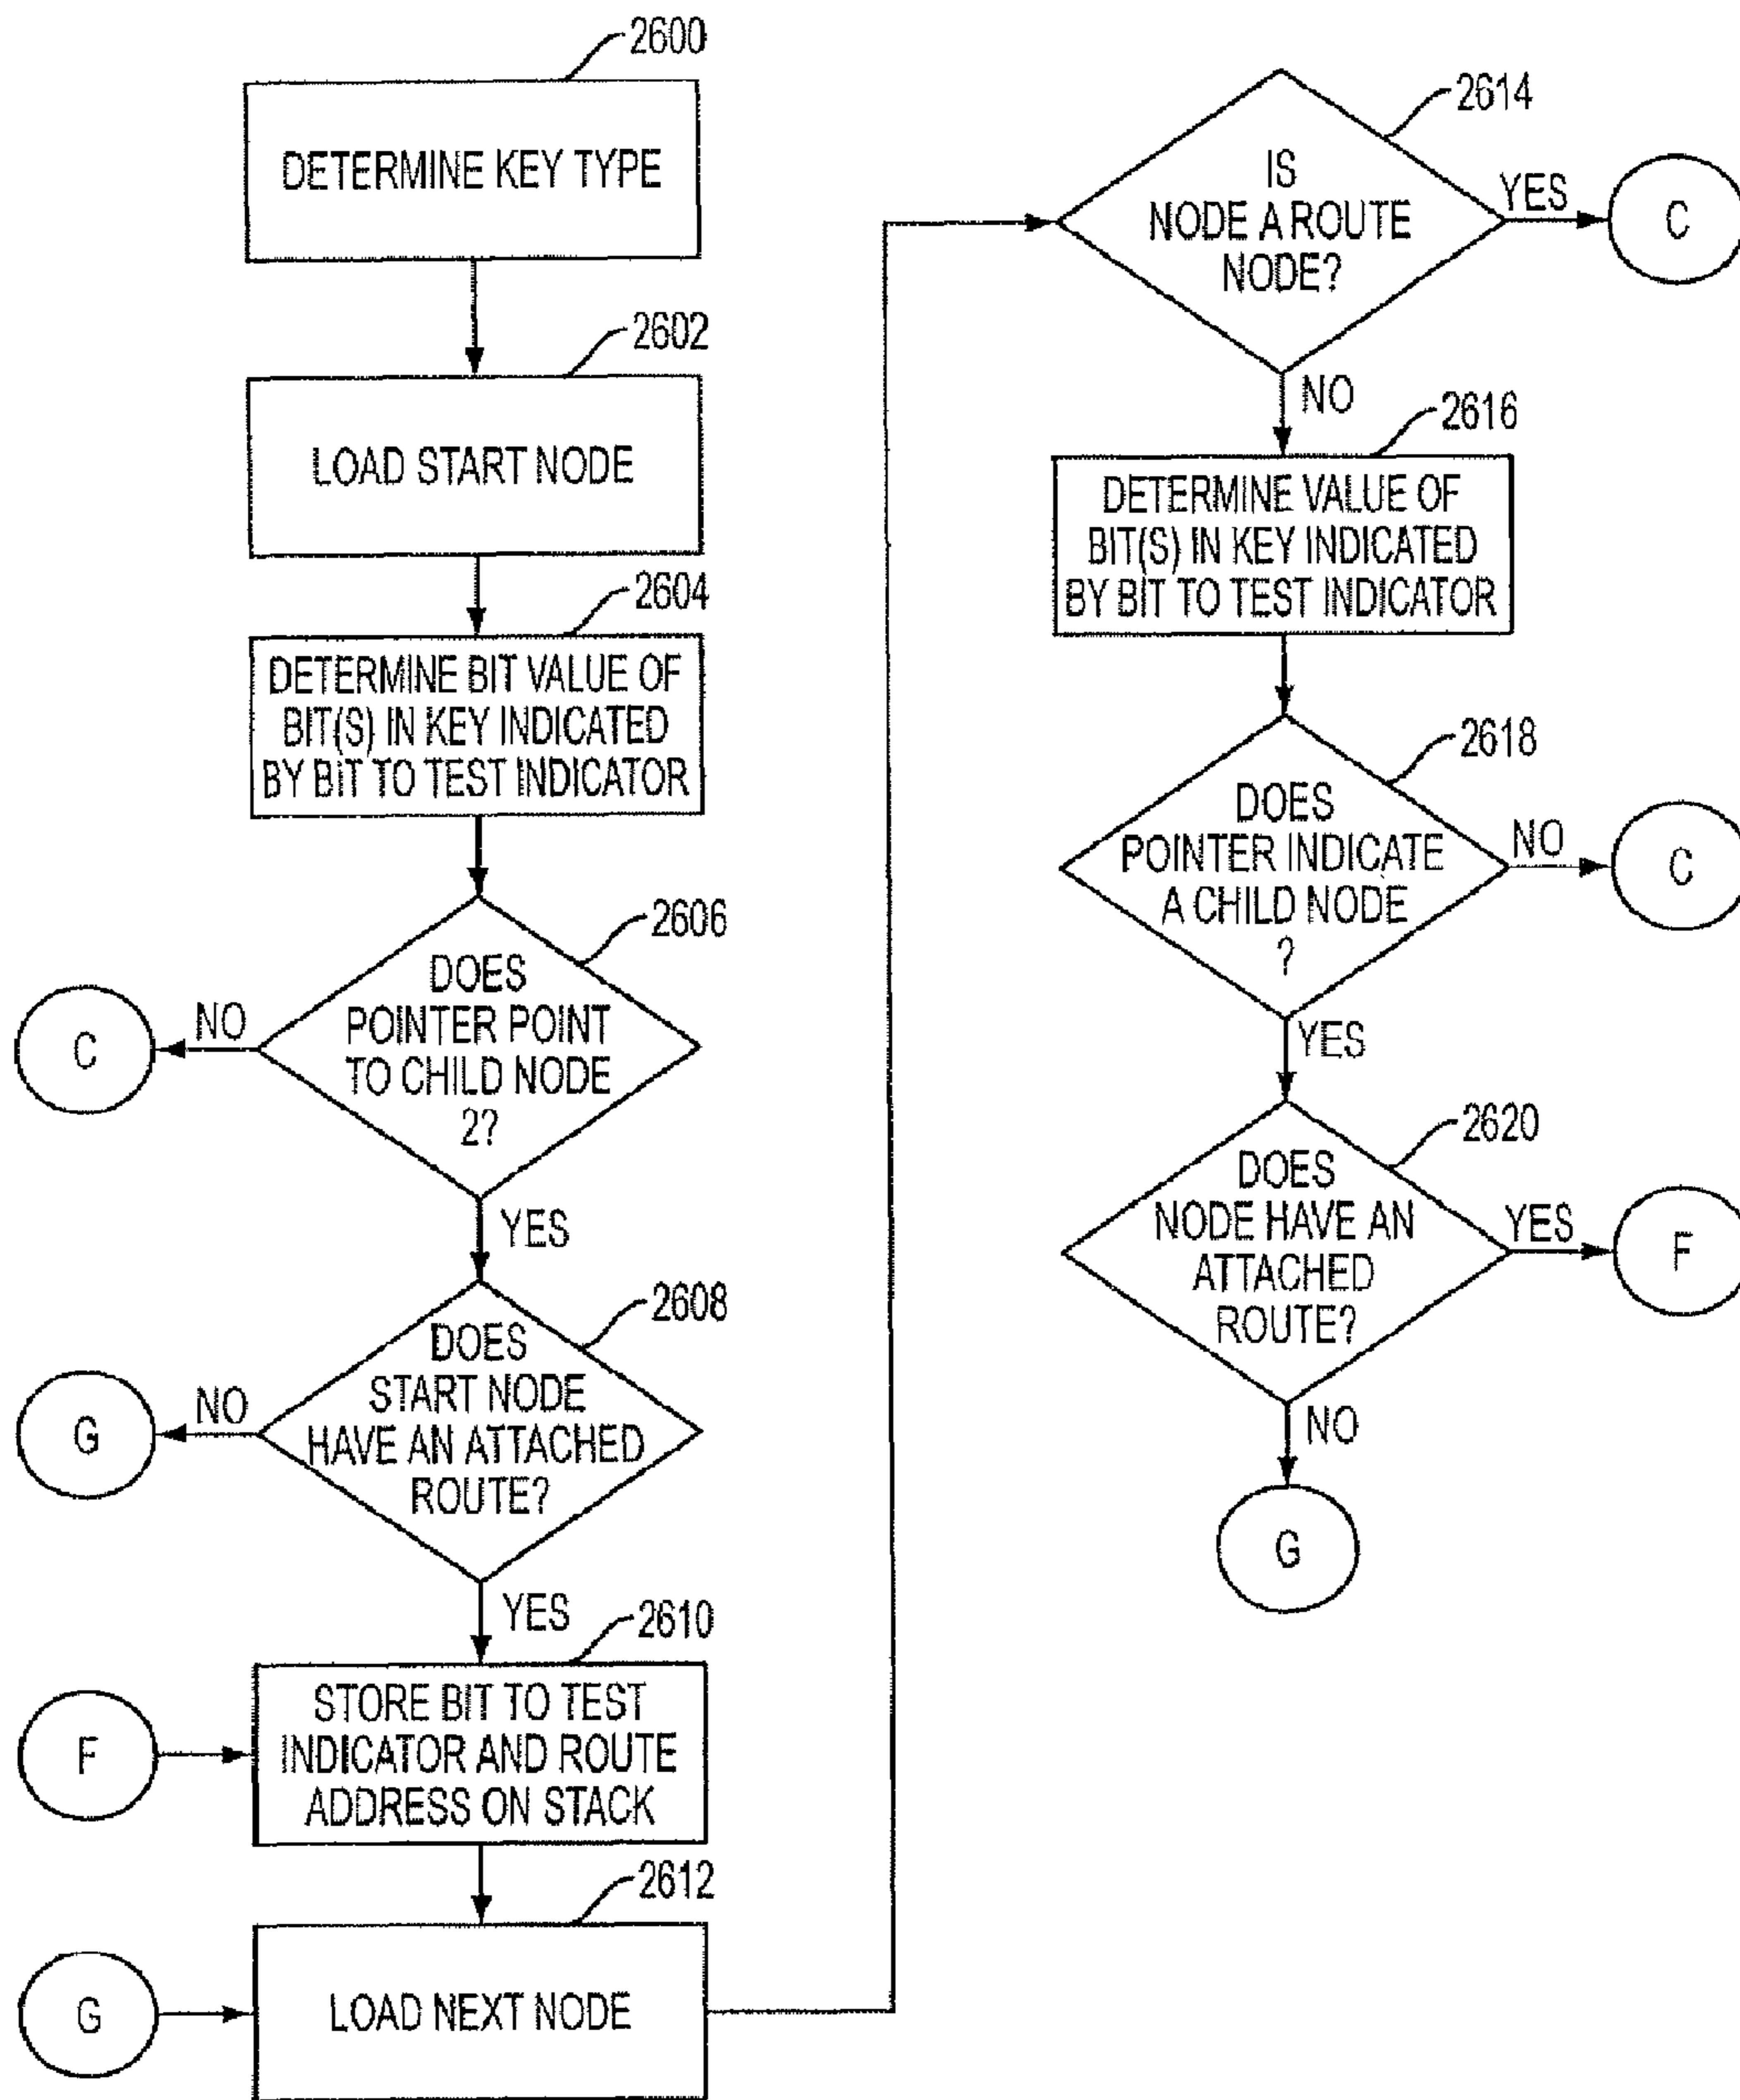 2600
DETERMINE KEY TYPE
2602
LOAD START NODE
2604
DETERMINE BIT VALUE OF
BIT(S) IN KEY INDICATED
BY BIT TO TEST INDICATOR
2606
DOES
POINTER POINT
TO CHILD NODE
2?
NO
C
YES
2608
DOES
START NODE
HAVE AN ATTACHED
ROUTE?
NO
G
YES
2610
F
STORE BIT TO TEST
INDICATOR AND ROUTE
ADDRESS ON STACK
2612
G
LOAD NEXT NODE
2614
IS
NODE A ROUTE
NODE?
YES
C
NO
2616
DETERMINE VALUE OF
BIT(S) IN KEY INDICATED
BY BIT TO TEST INDICATOR
2618
DOES
POINTER INDICATE
A CHILD NODE
?
NO
C
YES
2620
DOES
NODE HAVE AN
ATTACHED
ROUTE?
YES
F
NO
G